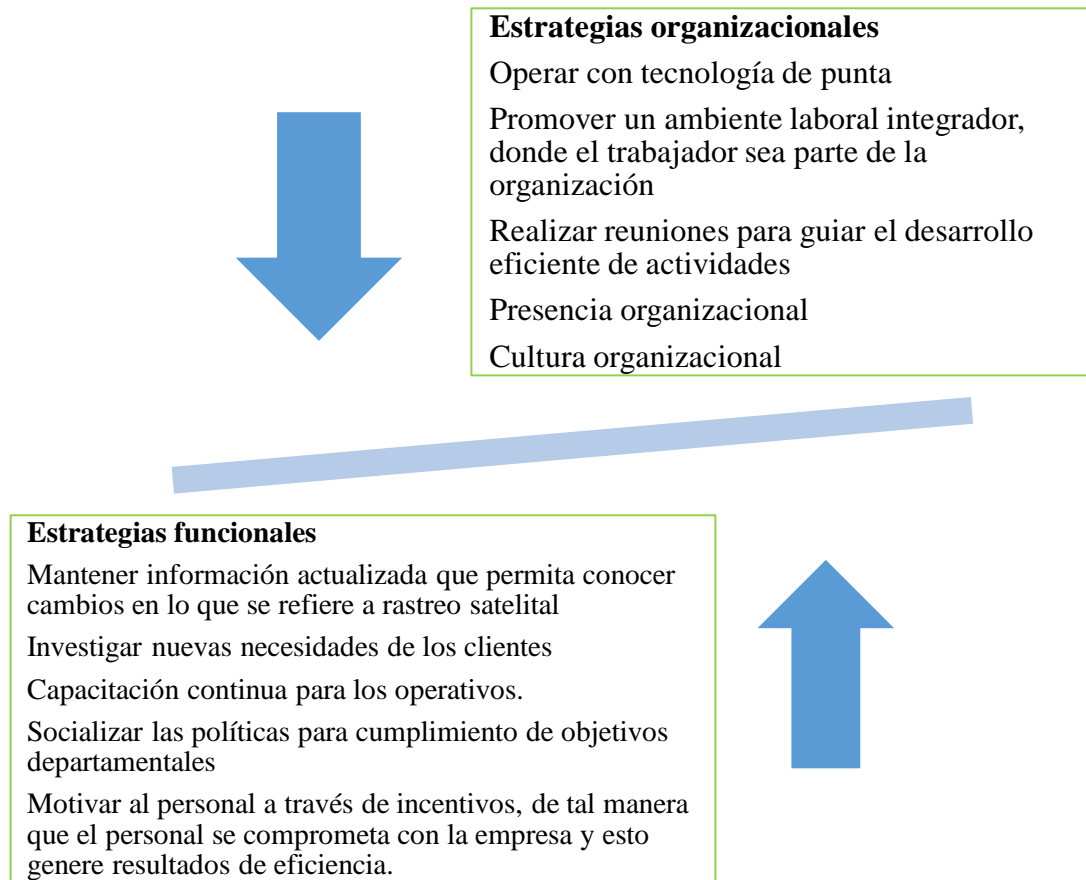 Estrategias organizacionales
Operar con tecnología de punta
Promover un ambiente laboral integrador,
donde el trabajador sea parte de la
organización
Realizar reuniones para guiar el desarrollo
eficiente de actividades
Presencia organizacional
Cultura organizacional
Estrategias funcionales
Mantener información actualizada que permita conocer
cambios en lo que se refiere a rastreo satelital
Investigar nuevas necesidades de los clientes
Capacitación continua para los operativos.
Socializar las políticas para cumplimiento de objetivos
departamentales
Motivar al personal a través de incentivos, de tal manera
que el personal se comprometa con la empresa y esto
genere resultados de eficiencia.